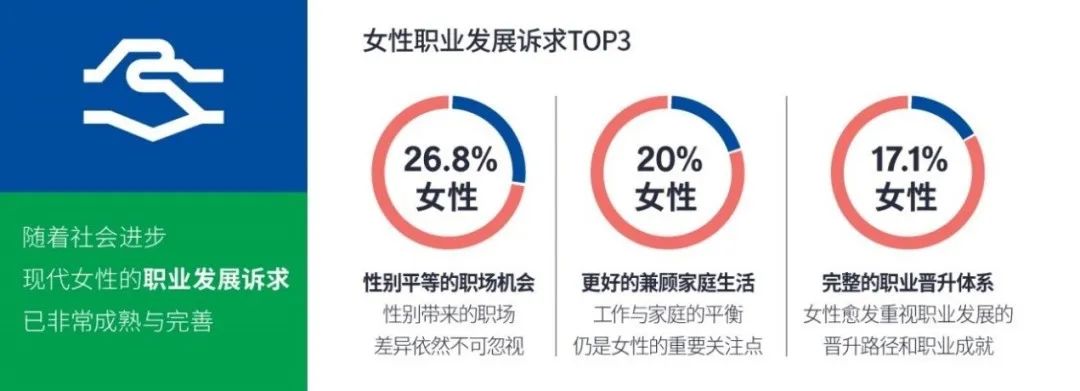 随着社会进步
现代女性的职业发展诉求
已非常成熟与完善
女性职业发展诉求TOP3
26.8%
女性
性别平等的职场机会
性别带来的职场
差异依然不可忽视
20%
女性
更好的兼顾家庭生活
工作与家庭的平衡
仍是女性的重要关注点
17.1%
女性
完整的职业晋升体系
女性愈发重视职业发展的
晋升路径和职业成就